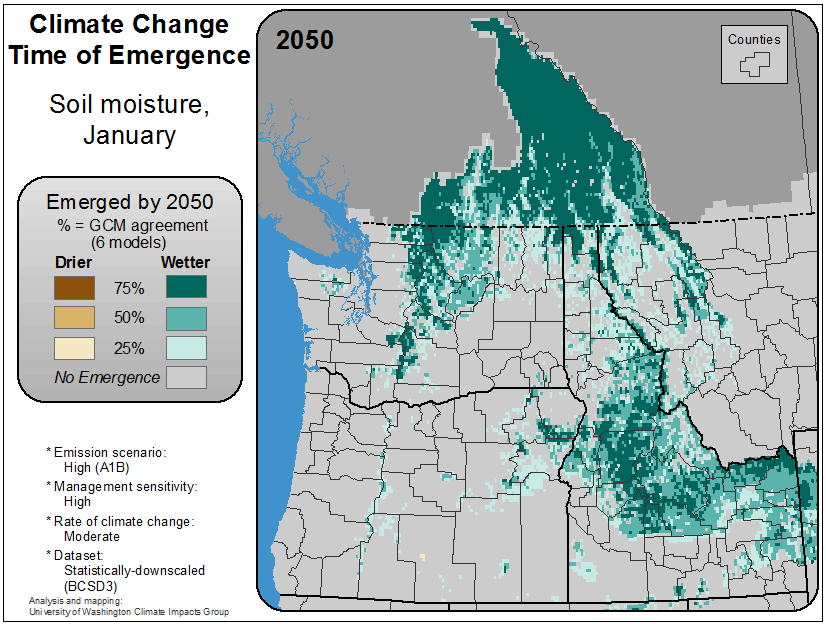 Climate Change
Time of Emergence
Soil moisture,
January
Emerged by 2050
% = GCM agreement
(6 models)
Drier Wetter
75%
50%
25%
No Emergence
* Emission scenario:
High (A1B)
* Management sensitivity:
High
* Rate of climate change:
Moderate
* Dataset:
Statistically-downscaled
(BCSD3)
Analysis and mapping:
University of Washington Climate Impacts Group
2050
Counties